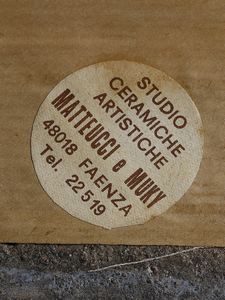 STUDIO
CERAMICHE
ARTISTICHE
MATTEUCCI e MUKY
48018 FAENZA
Tel. 22519